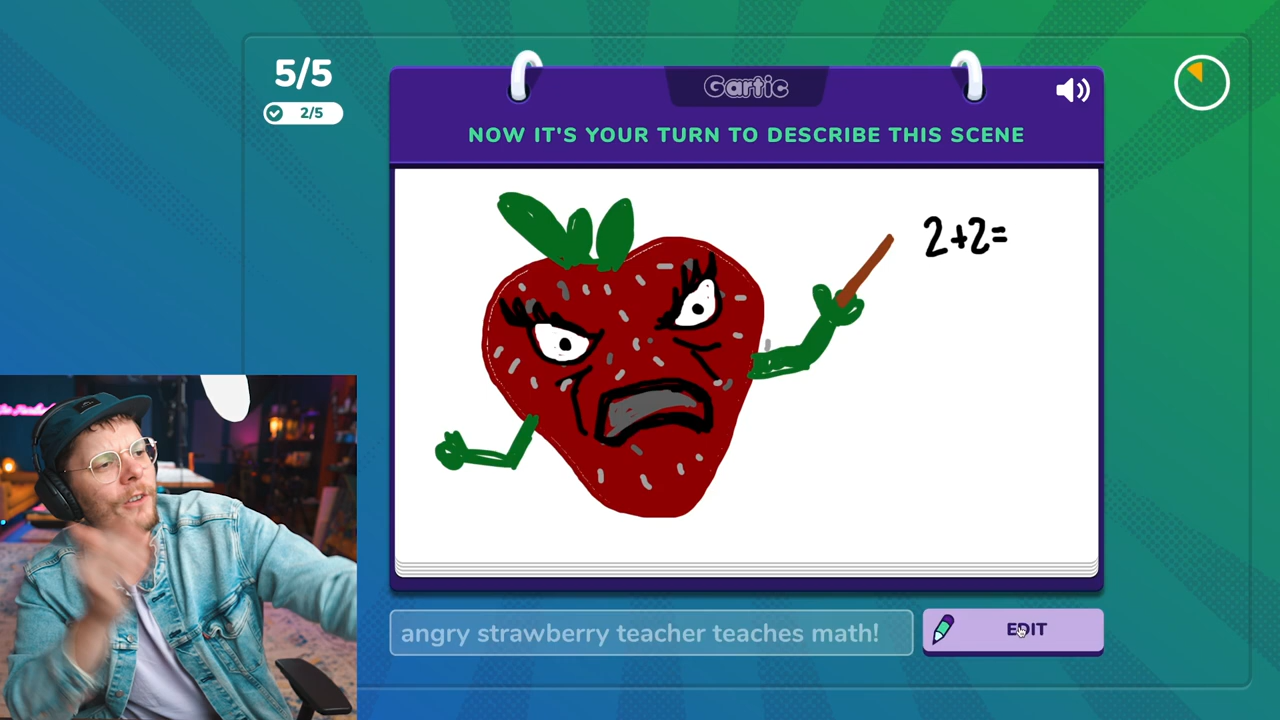 5/5
2/5
Gartic
NOW IT'S YOUR TURN TO DESCRIBE THIS SCENE
2+2=
angry strawberry teacher teaches math!
EDIT